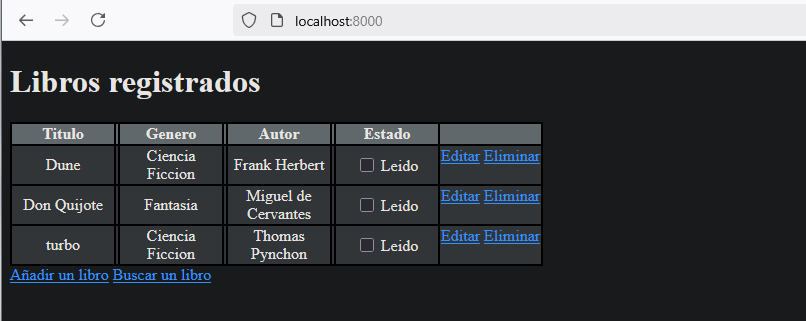 localhost:8000
Libros registrados
Titulo Genero Autor Estado
Dune Ciencia Ficcion Frank Herbert Leido Editar Eliminar
Don Quijote Fantasia Miguel de Cervantes Leido Editar Eliminar
turbo Ciencia Ficcion Thomas Pynchon Leido Editar Eliminar
Añadir un libro Buscar un libro